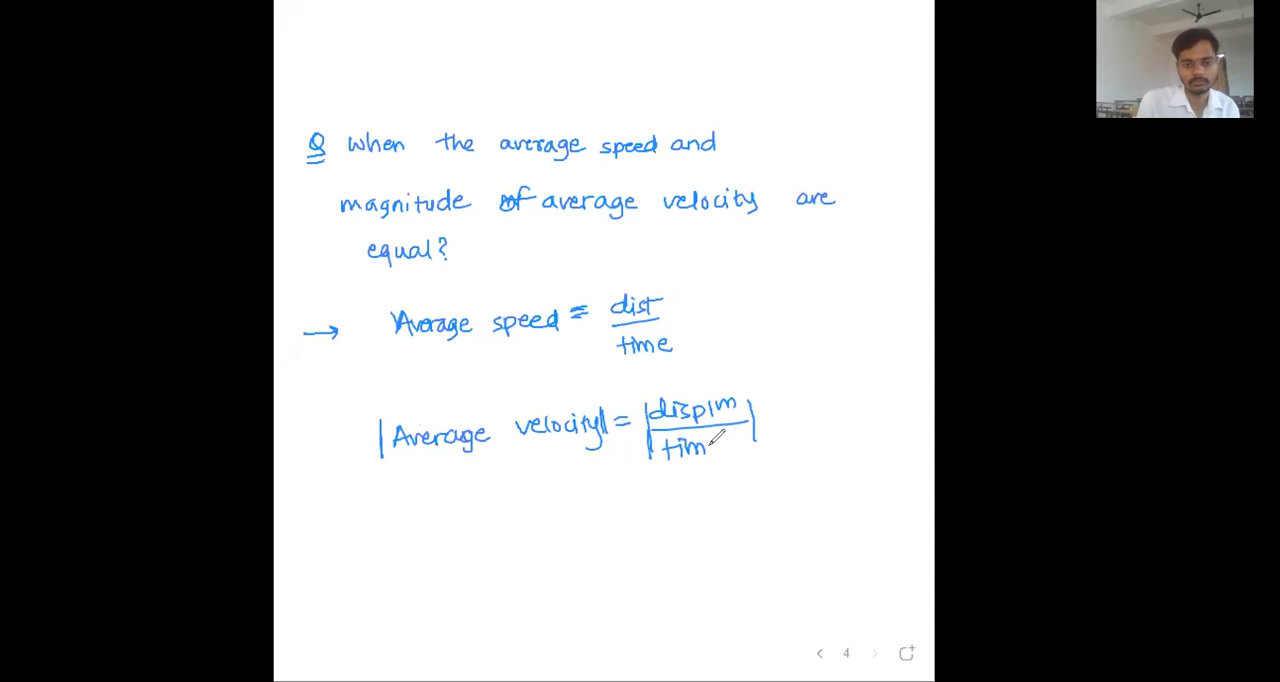 Q When the average speed and
magnitude of average velocity are
equal?
→ Average speed = dist
time
|Average velocity| = |displm
tim|
4